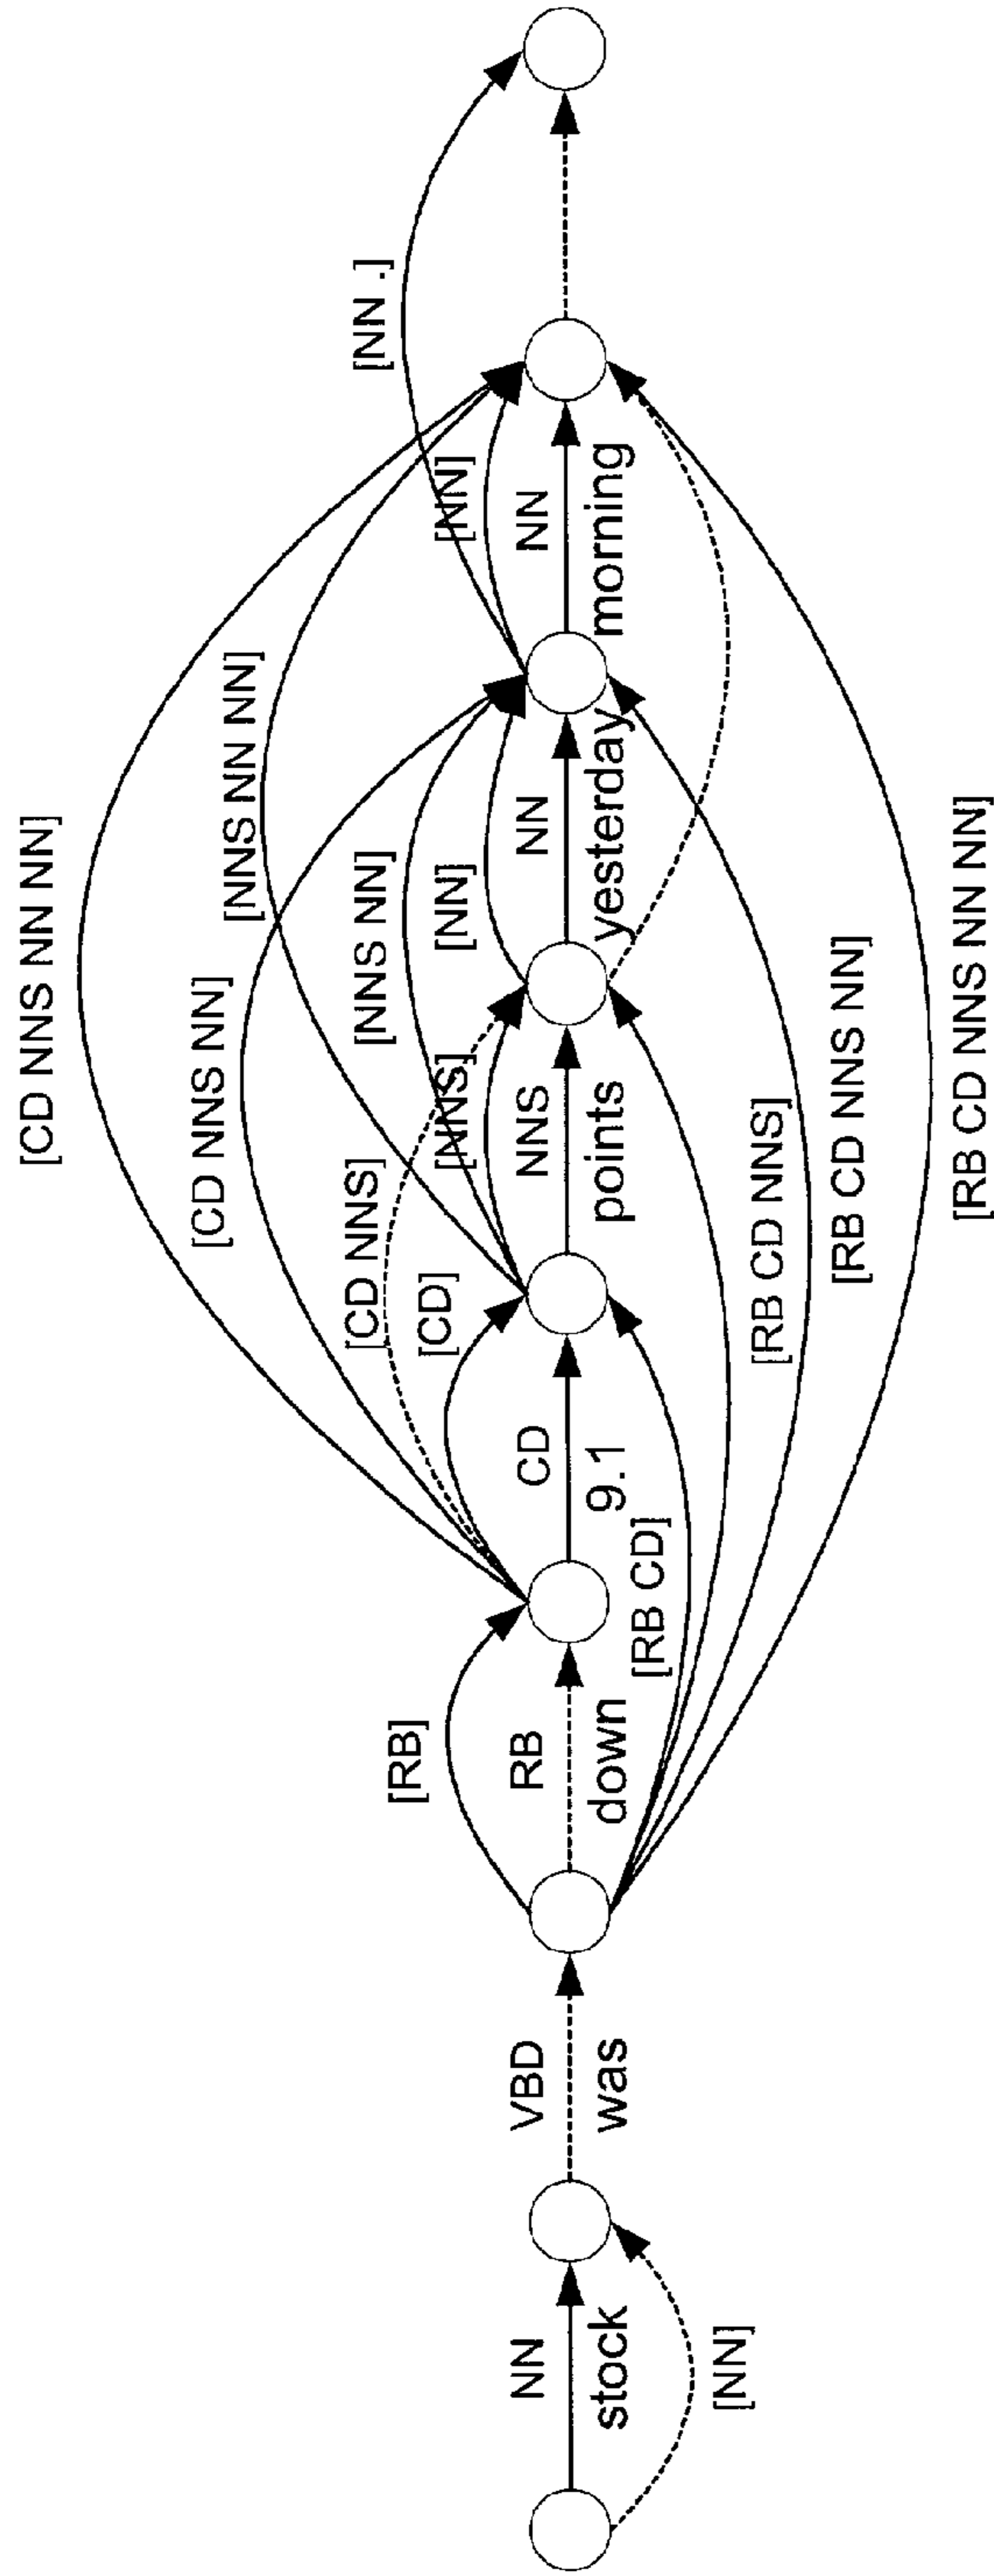 [CD NNS NN NN]
[NNS NN NN]
[CD NNS NN]
[NN .]
[NNS NN]
[CD NNS]
[RB]
[CD]
[NNS]
[NN]
[NN]
NN
VBD
RB
CD
NNS
NN
NN
stock
was
down
9.1
points
yesterday
morning
[NN]
[RB CD]
[RB CD NNS]
[RB CD NNS NN]
[RB CD NNS NN NN]